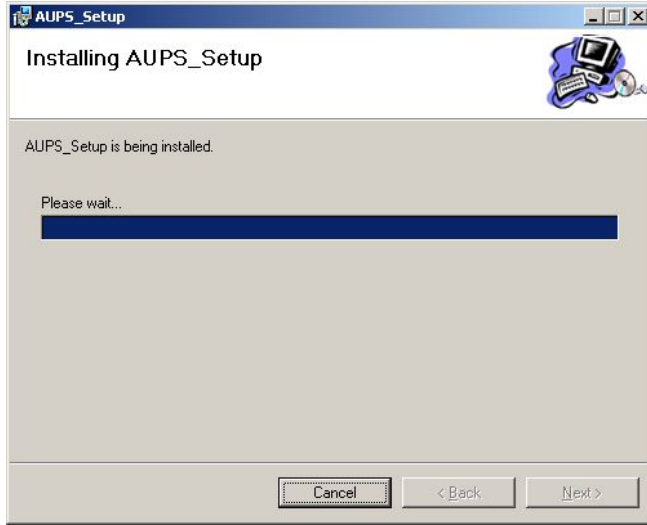 AUPS_Setup
Installing AUPS_Setup
AUPS_Setup is being installed.
Please wait...
Cancel
< Back
Next >